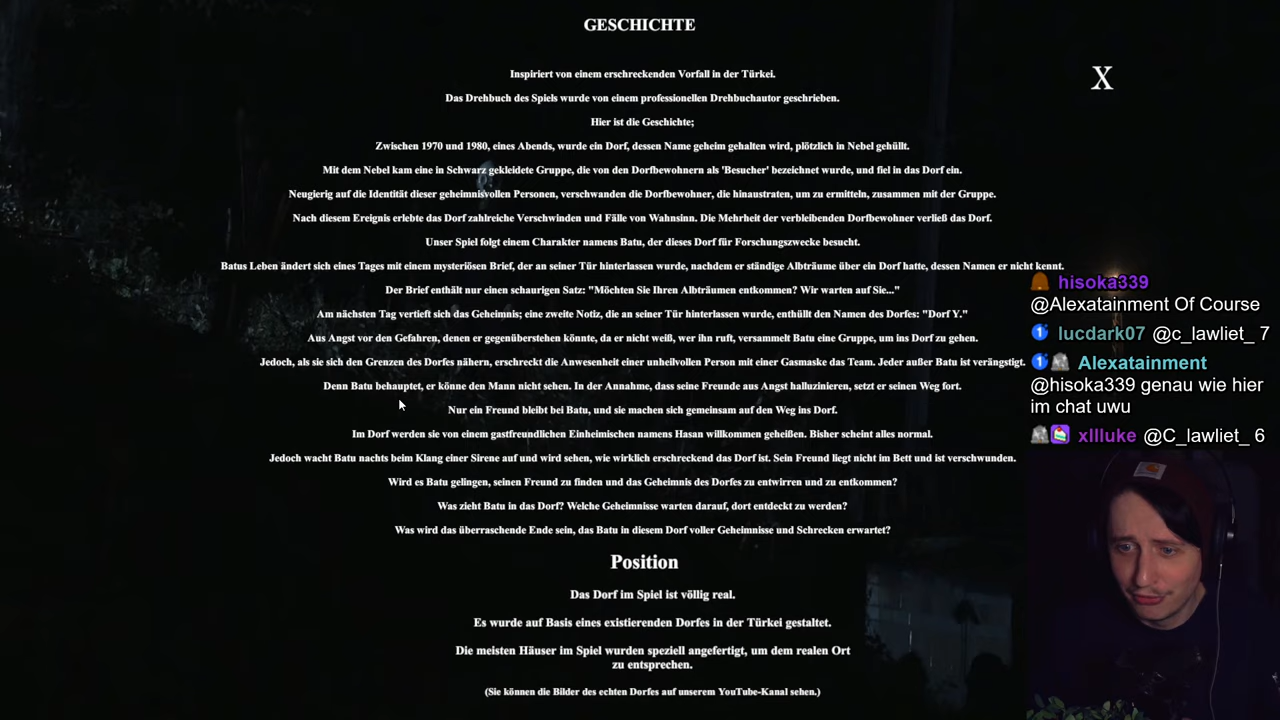 GESCHICHTE
X
Inspiriert von einem erschreckenden Vorfall in der Türkei.
Das Drehbuch des Spiels wurde von einem professionellen Drehbuchautor geschrieben.
Hier ist die Geschichte;
Zwischen 1970 und 1980, eines Abends, wurde ein Dorf, dessen Name geheim gehalten wird, plötzlich in Nebel gehüllt.
Mit dem Nebel kam eine in Schwarz gekleidete Gruppe, die von den Dorfbewohnern als 'Besucher' bezeichnet wurde, und fiel in das Dorf ein.
Neugierig auf die Identität dieser geheimnisvollen Personen, verschwanden die Dorfbewohner, die hinaustraten, um zu ermitteln, zusammen mit der Gruppe.
Nach diesem Ereignis erlebte das Dorf zahlreiche Verschwinden und Fälle von Wahnsinn. Die Mehrheit der verbleibenden Dorfbewohner verließ das Dorf.
Unser Spiel folgt einem Charakter namens Batu, der dieses Dorf für Forschungszwecke besucht.
Batus Leben ändert sich eines Tages mit einem mysteriösen Brief, der an seiner Tür hinterlassen wurde, nachdem er ständige Albträume über ein Dorf hatte, dessen Namen er nicht kennt.
Der Brief enthält nur einen schaurigen Satz: "Möchten Sie Ihren Albträumen entkommen? Wir warten auf Sie..."
Am nächsten Tag vertieft sich das Geheimnis; eine zweite Notiz, die an seiner Tür hinterlassen wurde, enthüllt den Namen des Dorfes: "Dorf Y."
Aus Angst vor den Gefahren, denen er gegenüberstehen könnte, da er nicht weiß, wer ihn ruft, versammelt Batu eine Gruppe, um ins Dorf zu gehen.
Jedoch, als sie sich den Grenzen des Dorfes nähern, erschreckt die Anwesenheit einer unheilvollen Person mit einer Gasmaske das Team. Jeder außer Batu ist verängstigt.
Denn Batu behauptet, er könne den Mann nicht sehen. In der Annahme, dass seine Freunde aus Angst halluzinieren, setzt er seinen Weg fort.
Nur ein Freund bleibt bei Batu, und sie machen sich gemeinsam auf den Weg ins Dorf.
Im Dorf werden sie von einem gastfreundlichen Einheimischen namens Hasan willkommen geheißen. Bisher scheint alles normal.
Jedoch wacht Batu nachts beim Klang einer Sirene auf und wird sehen, wie wirklich erschreckend das Dorf ist. Sein Freund liegt nicht im Bett und ist verschwunden.
Wird es Batu gelingen, seinen Freund zu finden und das Geheimnis des Dorfes zu entwirren und zu entkommen?
Was zieht Batu in das Dorf? Welche Geheimnisse warten darauf, dort entdeckt zu werden?
Was wird das überraschende Ende sein, das Batu in diesem Dorf voller Geheimnisse und Schrecken erwartet?
Position
Das Dorf im Spiel ist völlig real.
Es wurde auf Basis eines existierenden Dorfes in der Türkei gestaltet.
Die meisten Häuser im Spiel wurden speziell angefertigt, um dem realen Ort
zu entsprechen.
(Sie können die Bilder des echten Dorfes auf unserem YouTube-Kanal sehen.)
hisoka339
@Alexatainment Of Course
1 lucdark07 @c_lawliet_ 7
1 Alexatainment
@hisoka339 genau wie hier
im chat uwu
xIlluke @C_lawliet_ 6